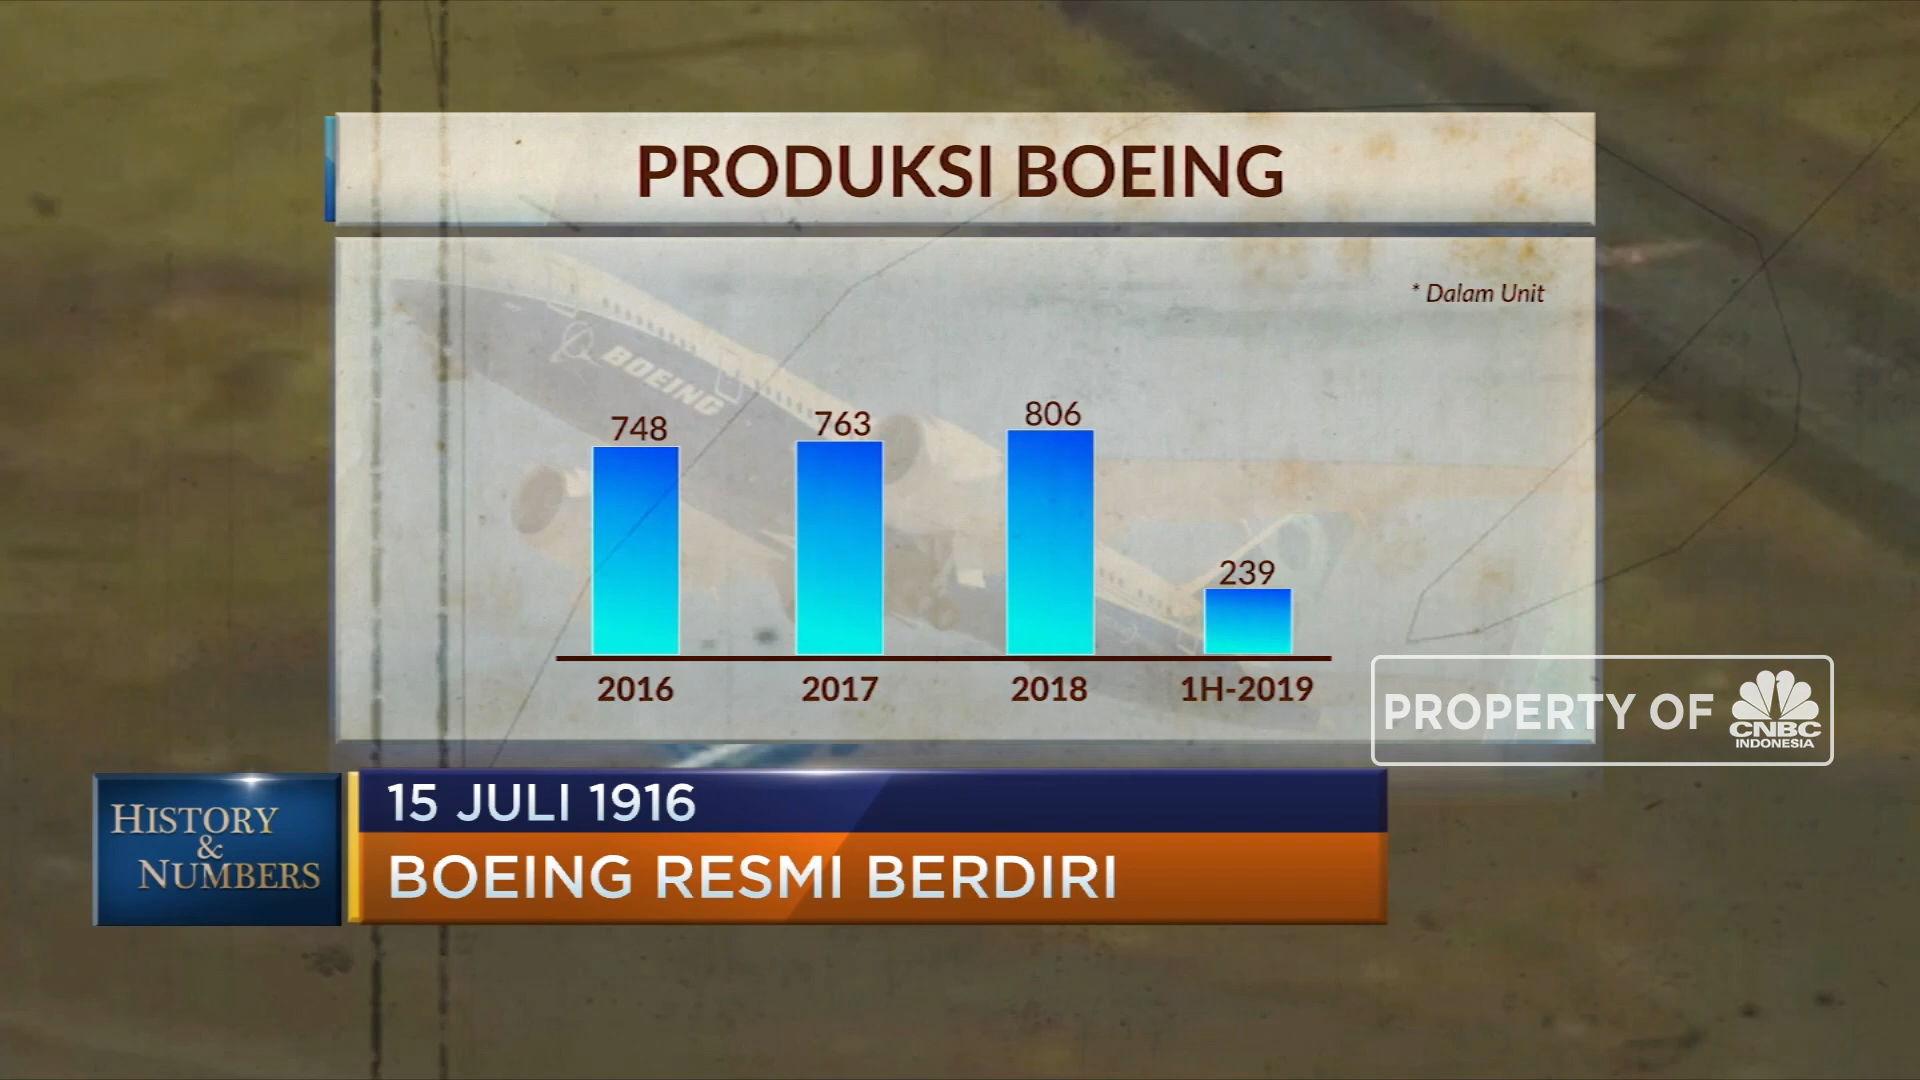 PRODUKSI BOEING
* Dalam Unit
BOEING
748
763
806
239
2016
2017
2018
1H-2019
PROPERTY OF CNBC INDONESIA
HISTORY
&
NUMBERS
15 JULI 1916
BOEING RESMI BERDIRI